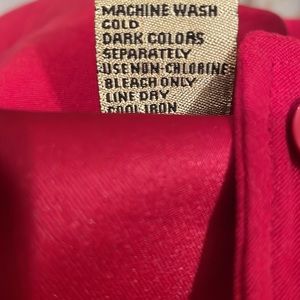 MACHINE WASH
COLD
DARK COLORS
SEPARATELY
USE NON-CHLORINE
BLEACH ONLY
LINE DRY
COOL IRON